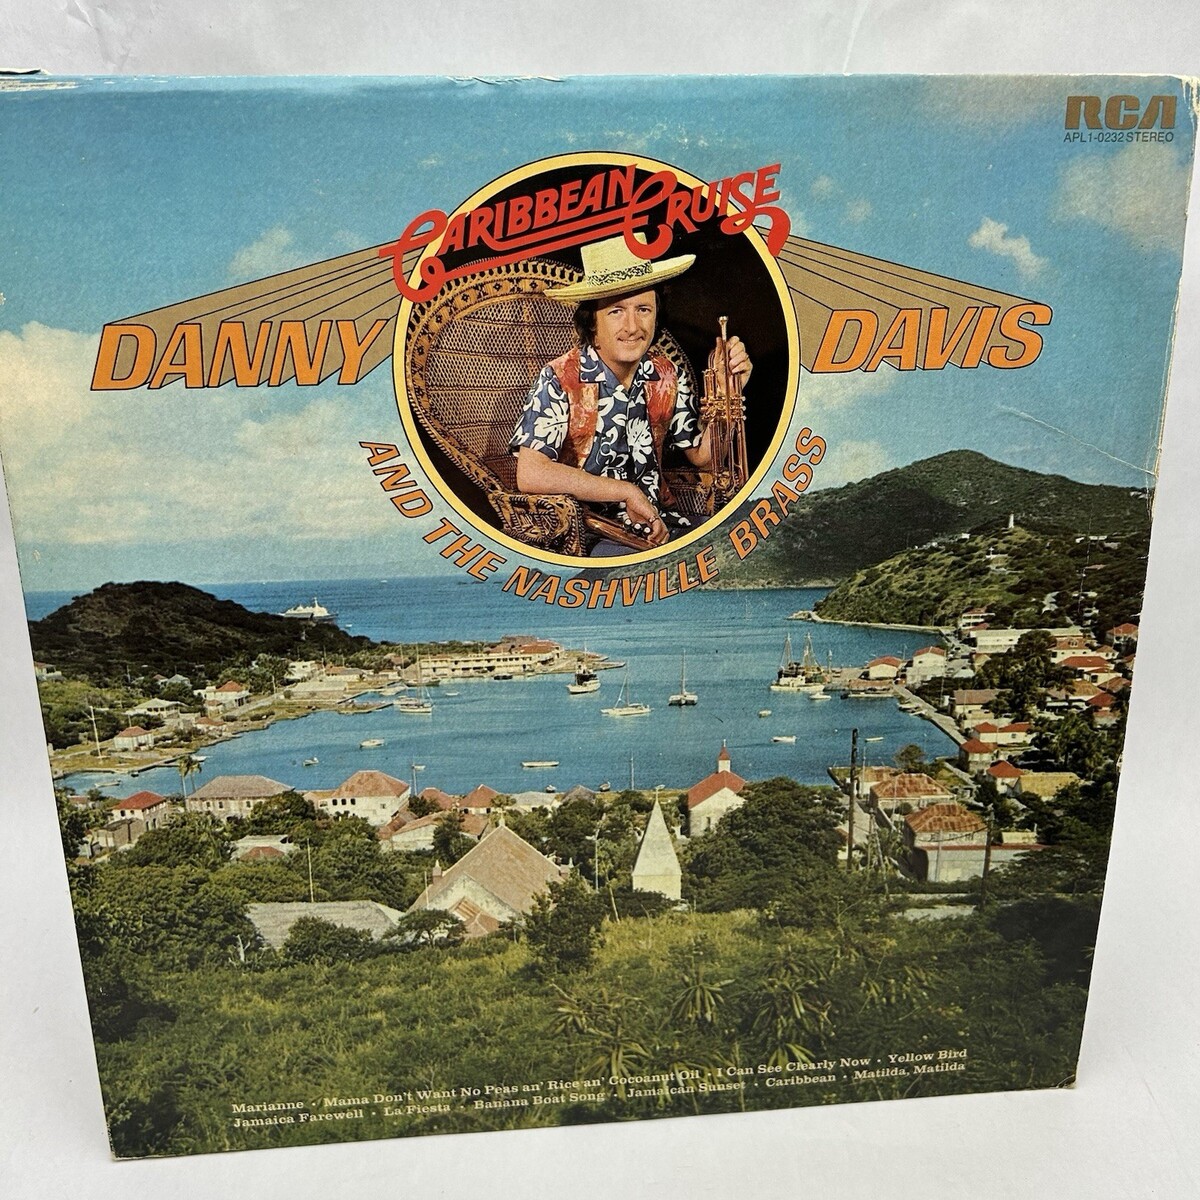 RCA
APL1-0232 STEREO
CARIBBEAN CRUISE
DANNY DAVIS
AND THE NASHVILLE BRASS
Marianne · Mama Don't Want No Peas an' Rice an' Cocoanut Oil · I Can See Clearly Now · Yellow Bird
Jamaica Farewell · La Fiesta · Banana Boat Song · Jamaican Sunset · Caribbean · Matilda, Matilda